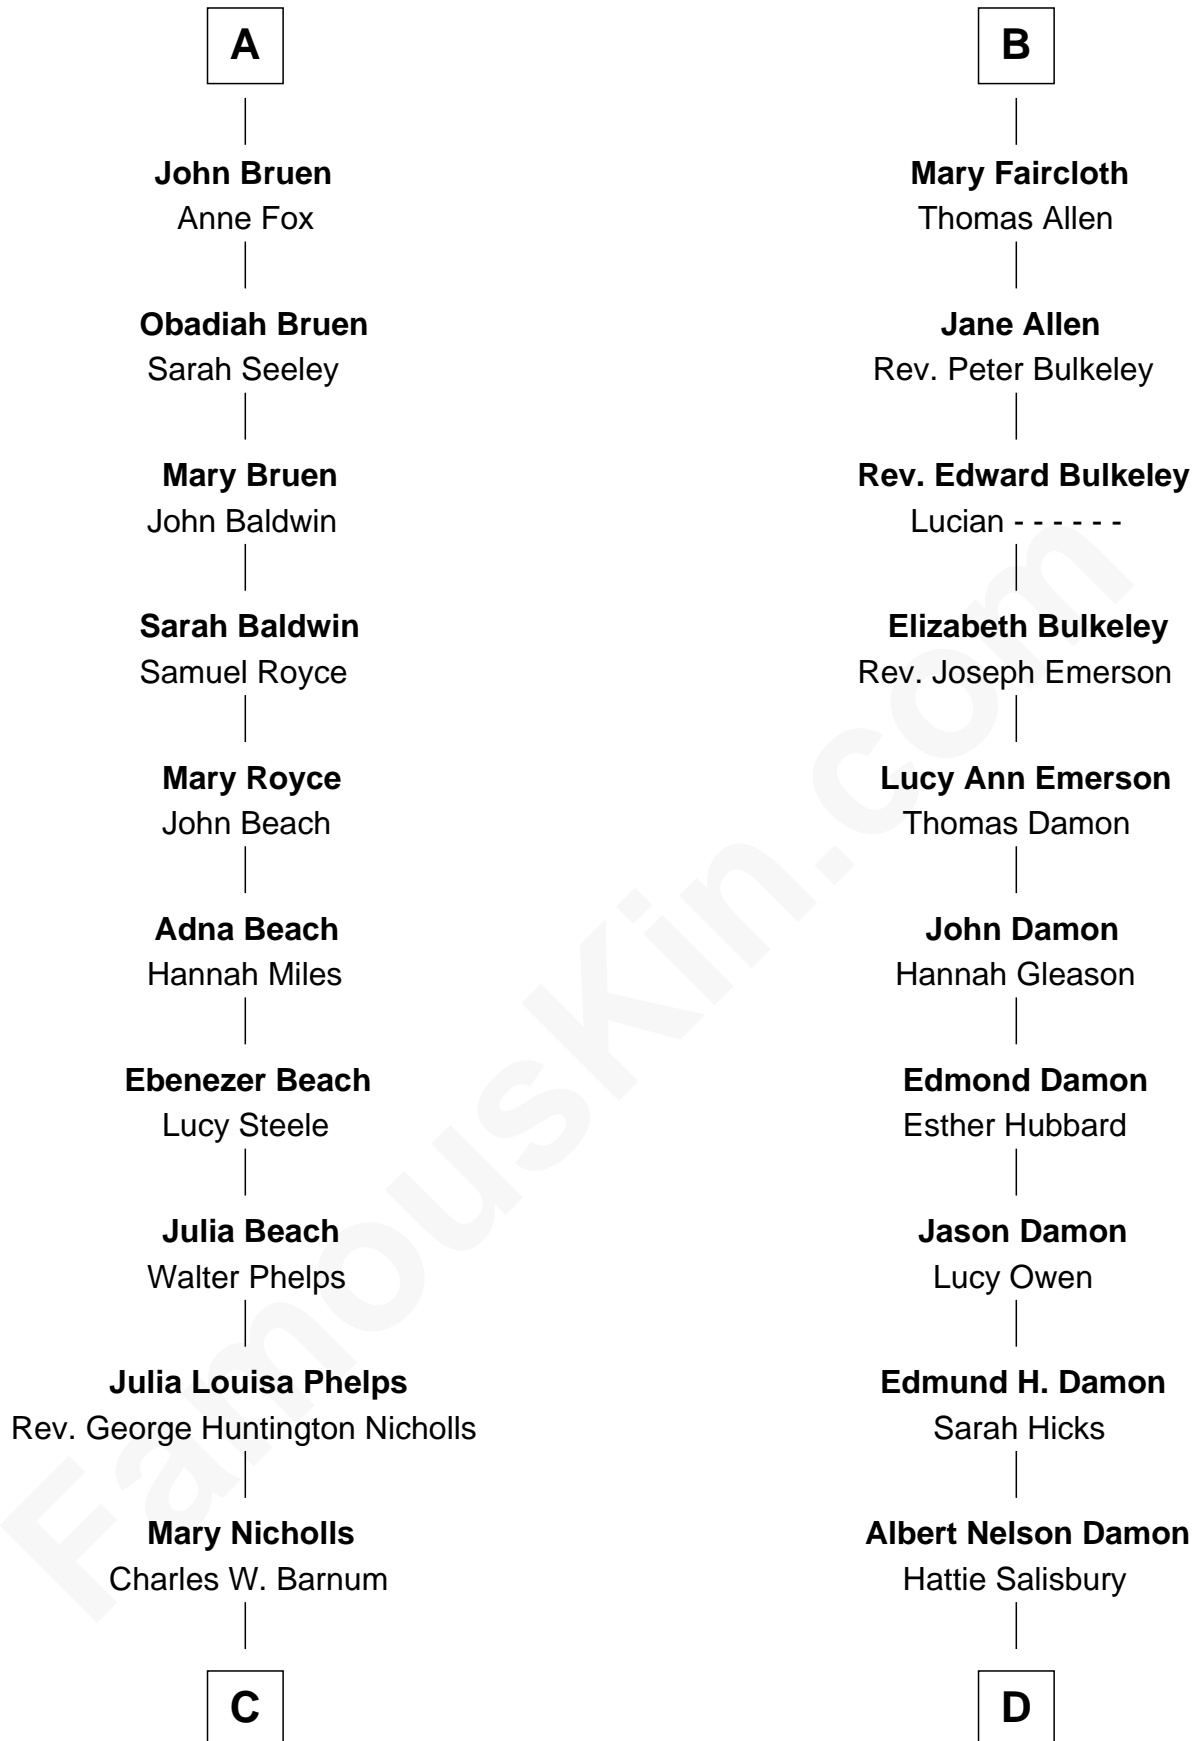 A
John Bruen
Anne Fox
Obadiah Bruen
Sarah Seeley
Mary Bruen
John Baldwin
Sarah Baldwin
Samuel Royce
Mary Royce
John Beach
Adna Beach
Hannah Miles
Ebenezer Beach
Lucy Steele
Julia Beach
Walter Phelps
Julia Louisa Phelps
Rev. George Huntington Nicholls
Mary Nicholls
Charles W. Barnum
C
B
Mary Faircloth
Thomas Allen
Jane Allen
Rev. Peter Bulkeley
Rev. Edward Bulkeley
Lucian - - - - - -
Elizabeth Bulkeley
Rev. Joseph Emerson
Lucy Ann Emerson
Thomas Damon
John Damon
Hannah Gleason
Edmond Damon
Esther Hubbard
Jason Damon
Lucy Owen
Edmund H. Damon
Sarah Hicks
Albert Nelson Damon
Hattie Salisbury
D
FamousKin.com